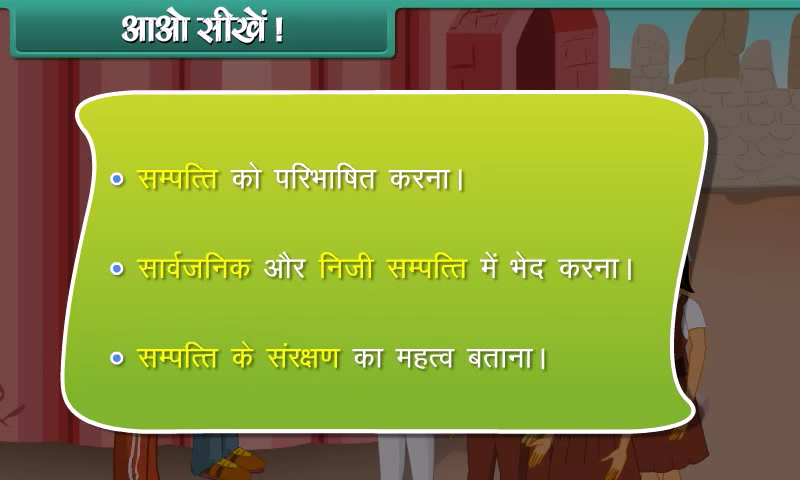 आओ सीखें!
सम्पत्ति को परिभाषित करना।
सार्वजनिक और निजी सम्पत्ति में भेद करना।
सम्पत्ति के संरक्षण का महत्व बताना।